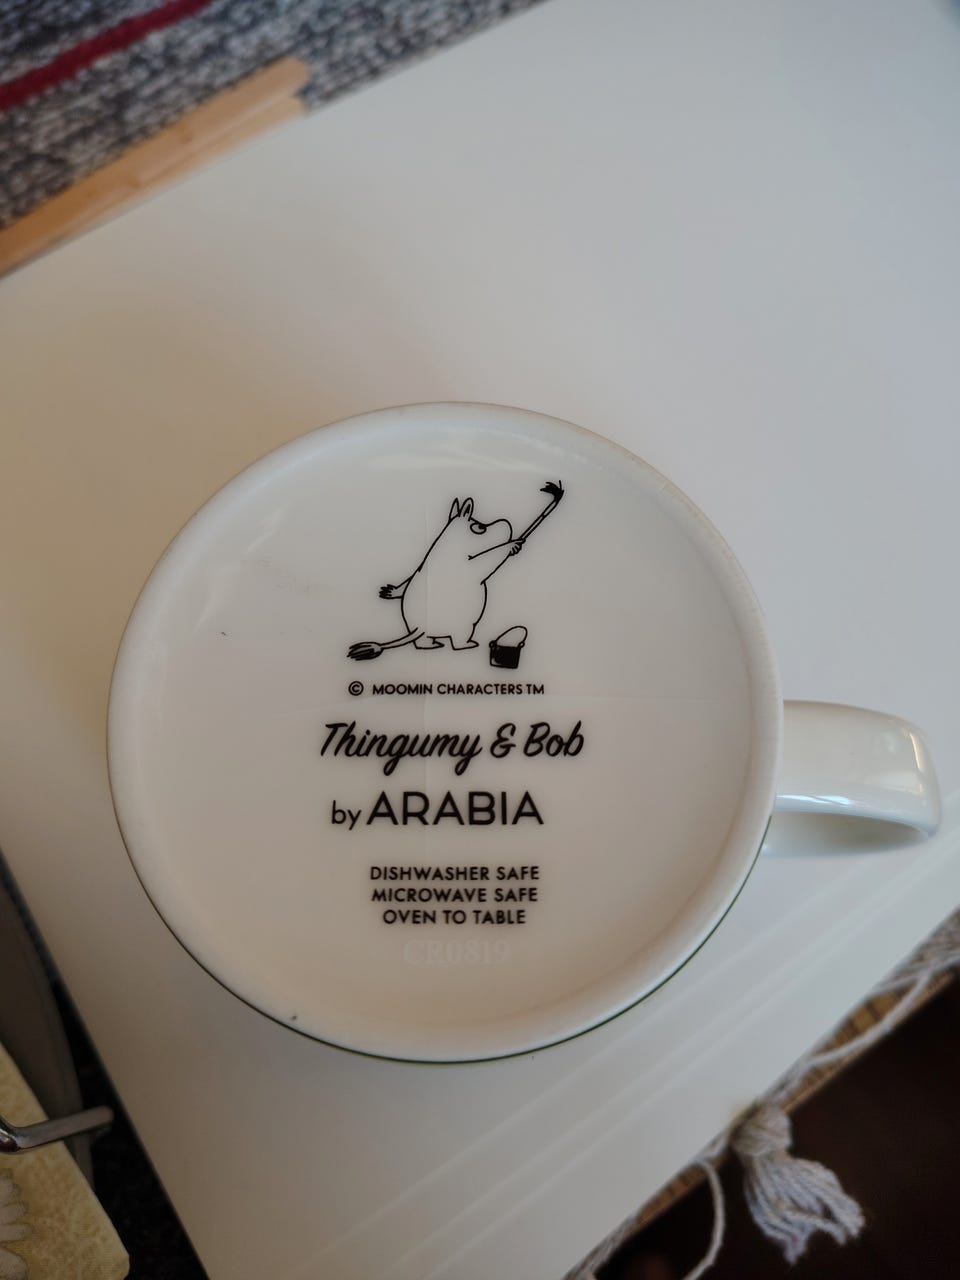 © MOOMIN CHARACTERS TM
Thingumy & Bob
by ARABIA
DISHWASHER SAFE
MICROWAVE SAFE
OVEN TO TABLE
CR0819